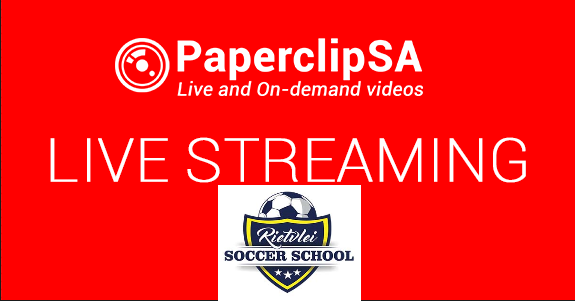 PaperclipSA
Live and On-demand videos
LIVE STREAMING
Rietvlei
SOCCER SCHOOL